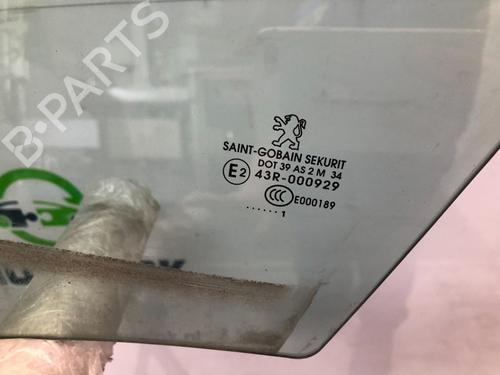 B-PARTS
SAINT-GOBAIN SEKURIT
DOT 39 AS 2 M 34
E2 43R-000929
CCC E000189
...... 1